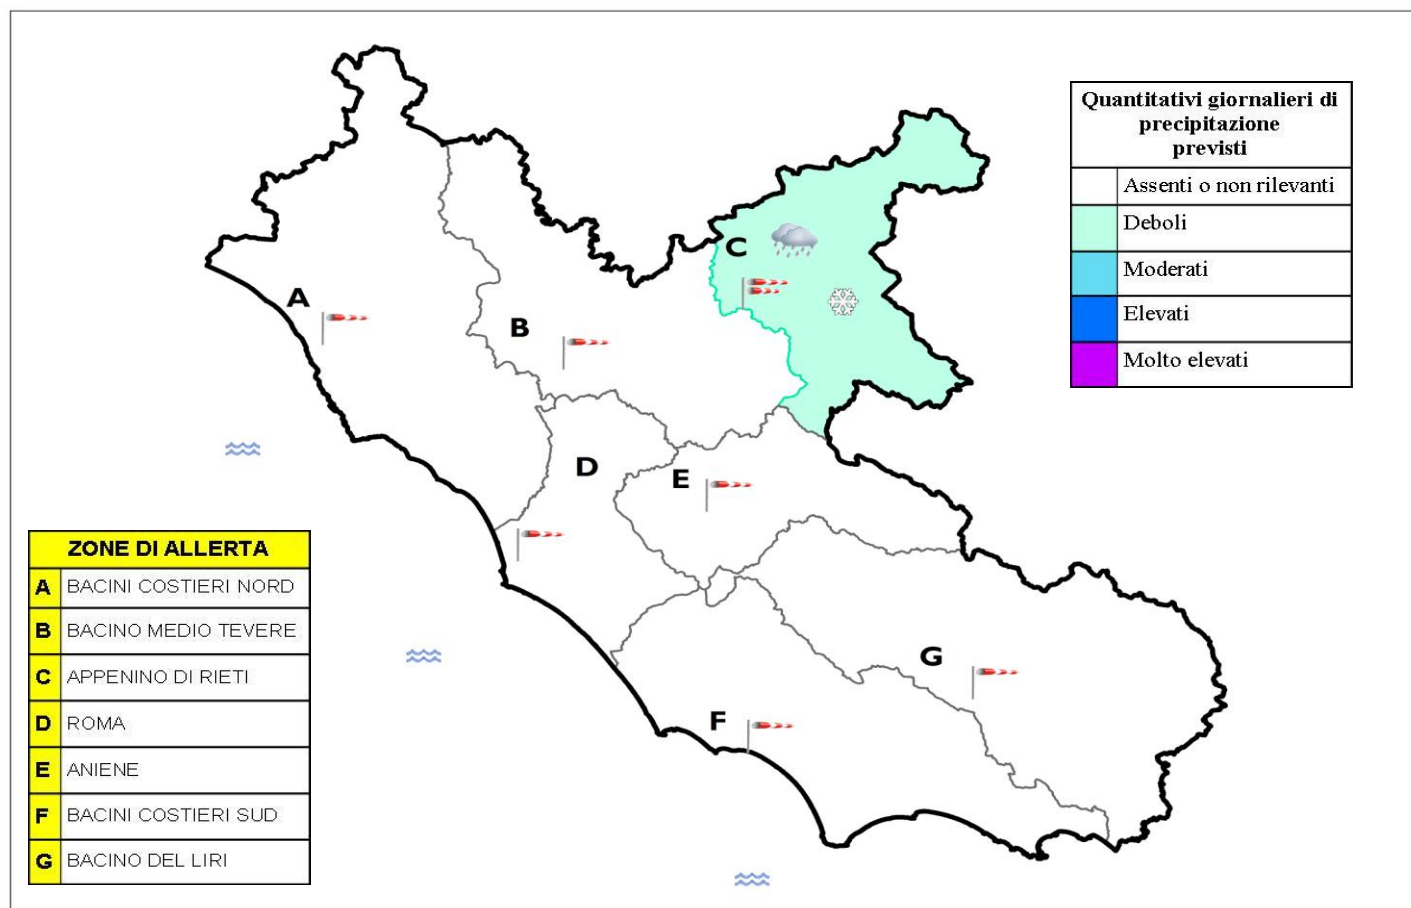 Quantitativi giornalieri di
precipitazione
previsti
Assenti o non rilevanti
Deboli
Moderati
Elevati
Molto elevati
C
A
B
D
E
G
F
ZONE DI ALLERTA
A BACINI COSTIERI NORD
B BACINO MEDIO TEVERE
C APPENINO DI RIETI
D ROMA
E ANIENE
F BACINI COSTIERI SUD
G BACINO DEL LIRI